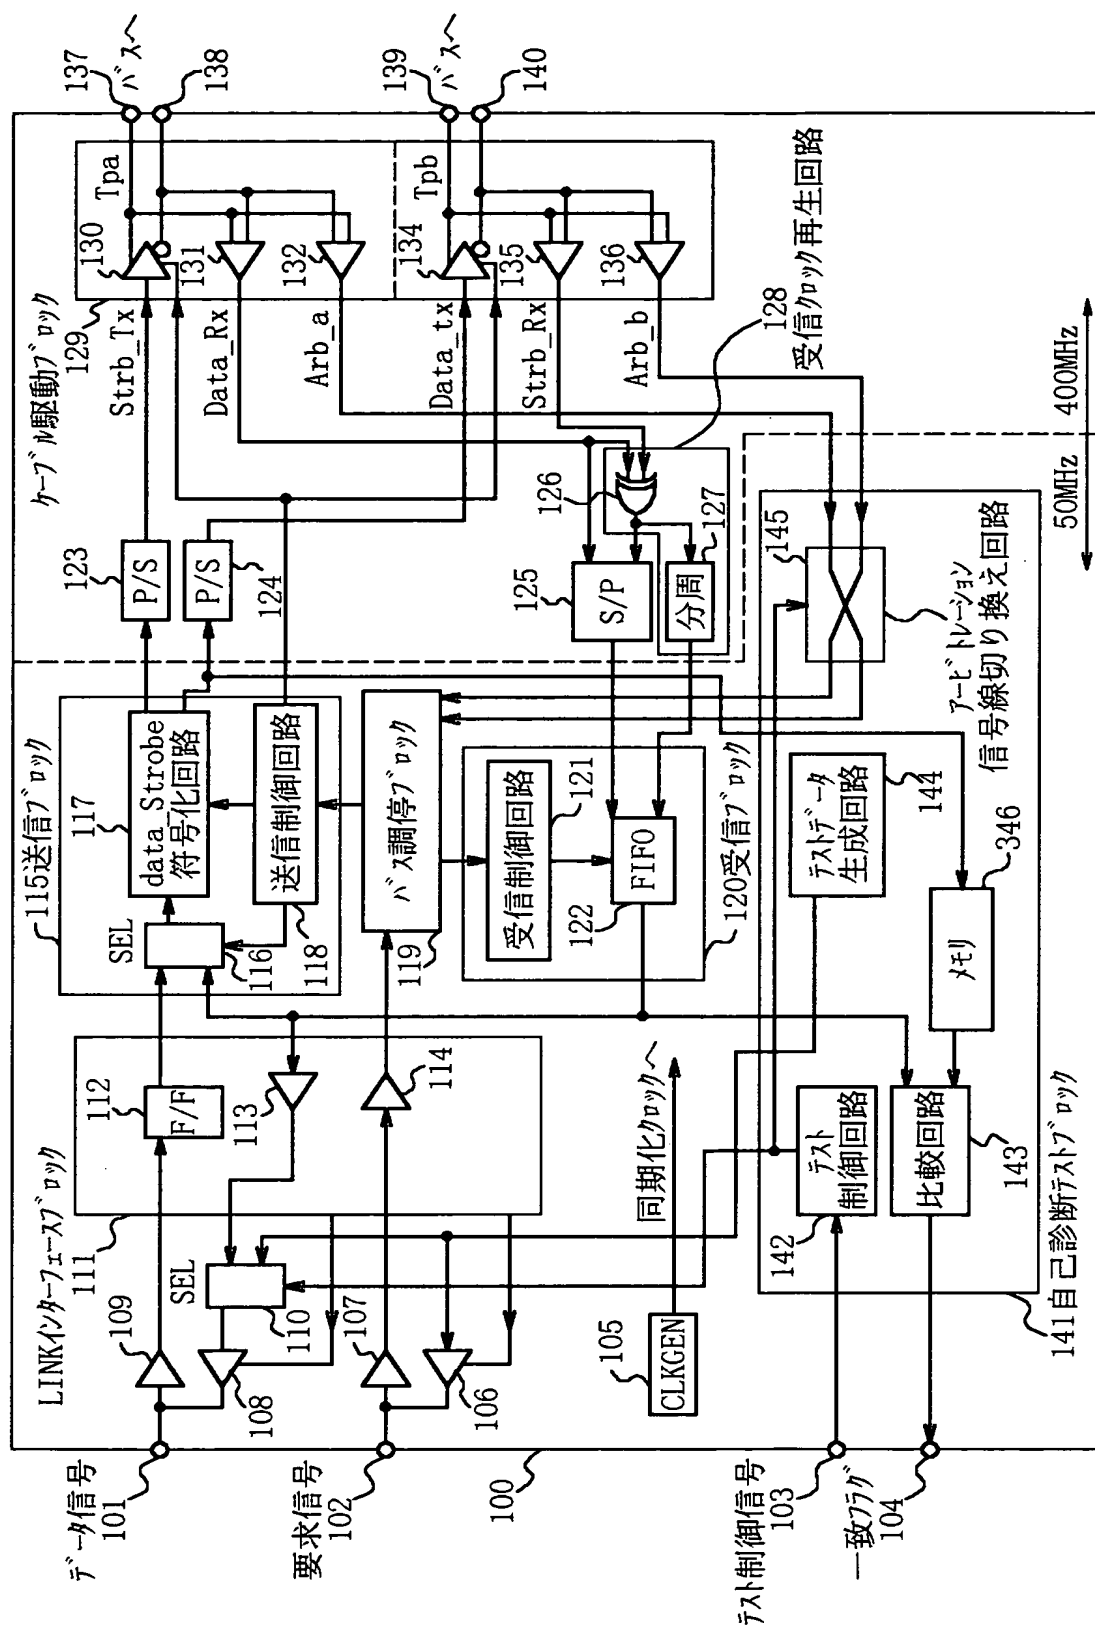 データ信号
101
要求信号
102
100
テスト制御信号
103
一致フラグ
104
LINKインターフェースブロック
111
109
108
SEL
110
107
106
105
CLKGEN
同期化クロックへ
112
F/F
113
114
115送信ブロック
SEL
116
117
data_Strobe
符号化回路
送信制御回路
118
バス調停ブロック
119
受信制御回路
121
FIFO
122
120受信ブロック
123
P/S
P/S
124
125
S/P
126
分周
127
128
受信クロック再生回路
ケーブル駆動ブロック
129
Strb_Tx
Data_Rx
Arb_a
Data_tx
Strb_Rx
Arb_b
130
Tpa
131
132
134
Tpb
135
136
137
バスへ
138
139
バスへ
140
145
アービトレーション
信号線切り換え回路
テストデータ
生成回路
144
346
メモリ
テスト
制御回路
142
比較回路
143
141自己診断テストブロック
50MHz
400MHz